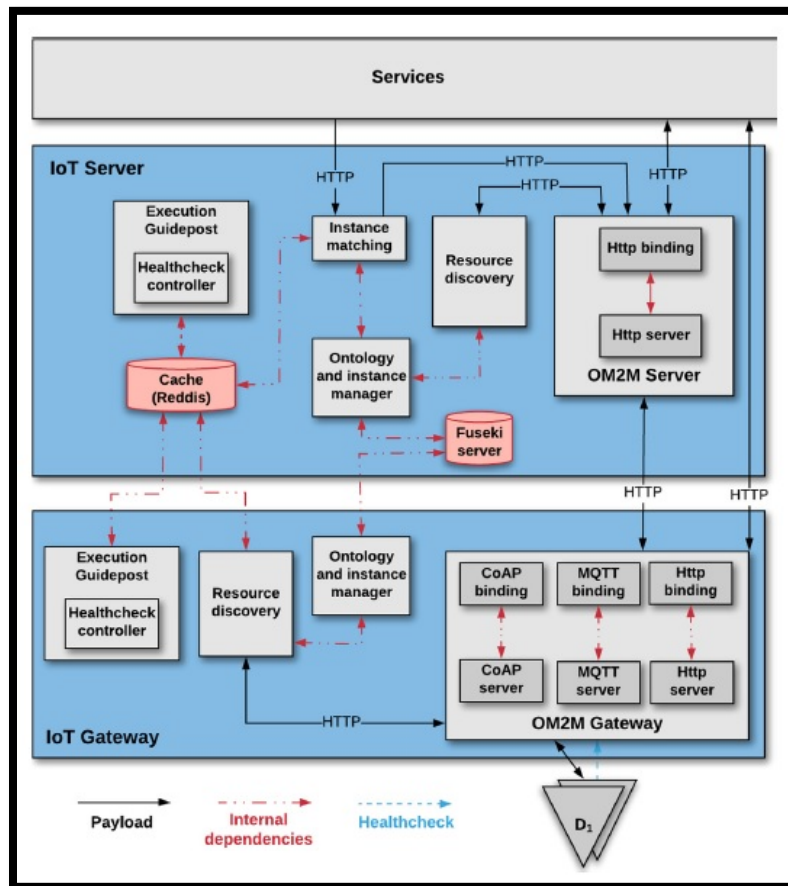 Services
HTTP
HTTP
HTTP
HTTP
IoT Server
Execution
Guidepost
Healthcheck
controller
Instance
matching
Resource
discovery
Http binding
Http server
OM2M Server
Cache
(Reddis)
Ontology
and instance
manager
Fuseki
server
HTTP
HTTP
Execution
Guidepost
Healthcheck
controller
Resource
discovery
Ontology
and instance
manager
CoAP
binding
MQTT
binding
Http
binding
CoAP
server
MQTT
server
Http
server
OM2M Gateway
HTTP
IoT Gateway
Payload
Internal
dependencies
Healthcheck
D1